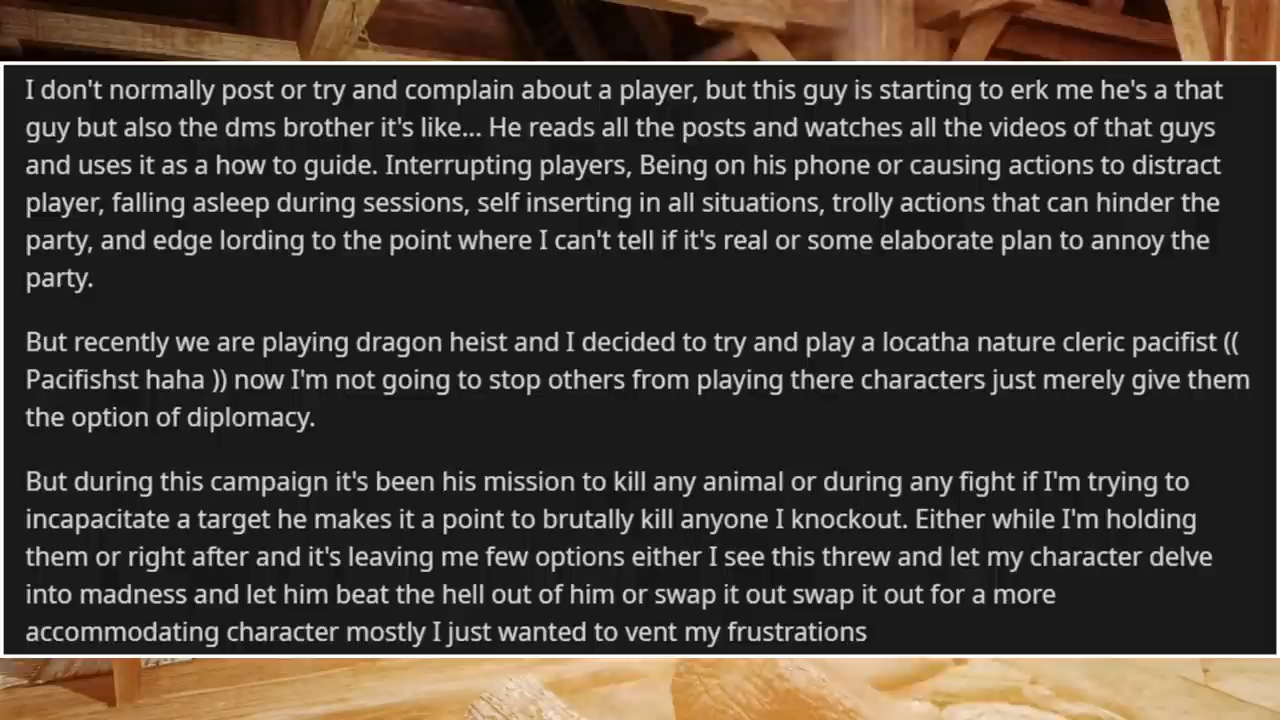 I don't normally post or try and complain about a player, but this guy is starting to erk me he's a that
guy but also the dms brother it's like... He reads all the posts and watches all the videos of that guys
and uses it as a how to guide. Interrupting players, Being on his phone or causing actions to distract
player, falling asleep during sessions, self inserting in all situations, trolly actions that can hinder the
party, and edge lording to the point where I can't tell if it's real or some elaborate plan to annoy the
party.
But recently we are playing dragon heist and I decided to try and play a locatha nature cleric pacifist ((
Pacifishst haha )) now I'm not going to stop others from playing there characters just merely give them
the option of diplomacy.
But during this campaign it's been his mission to kill any animal or during any fight if I'm trying to
incapacitate a target he makes it a point to brutally kill anyone I knockout. Either while I'm holding
them or right after and it's leaving me few options either I see this threw and let my character delve
into madness and let him beat the hell out of him or swap it out swap it out for a more
accommodating character mostly I just wanted to vent my frustrations